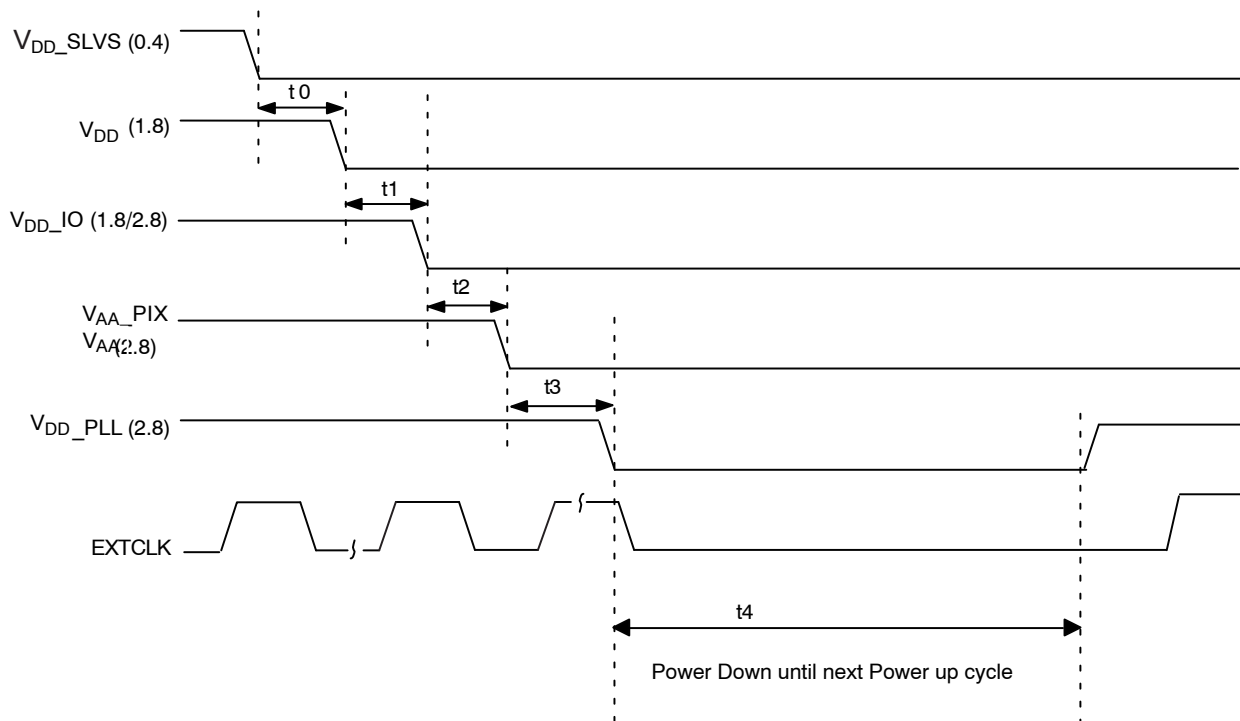 VDD_SLVS (0.4)
t0
VDD (1.8)
t1
VDD_IO (1.8/2.8)
t2
VAA_PIX
VAA(2.8)
t3
VDD_PLL (2.8)
EXTCLK
t4
Power Down until next Power up cycle